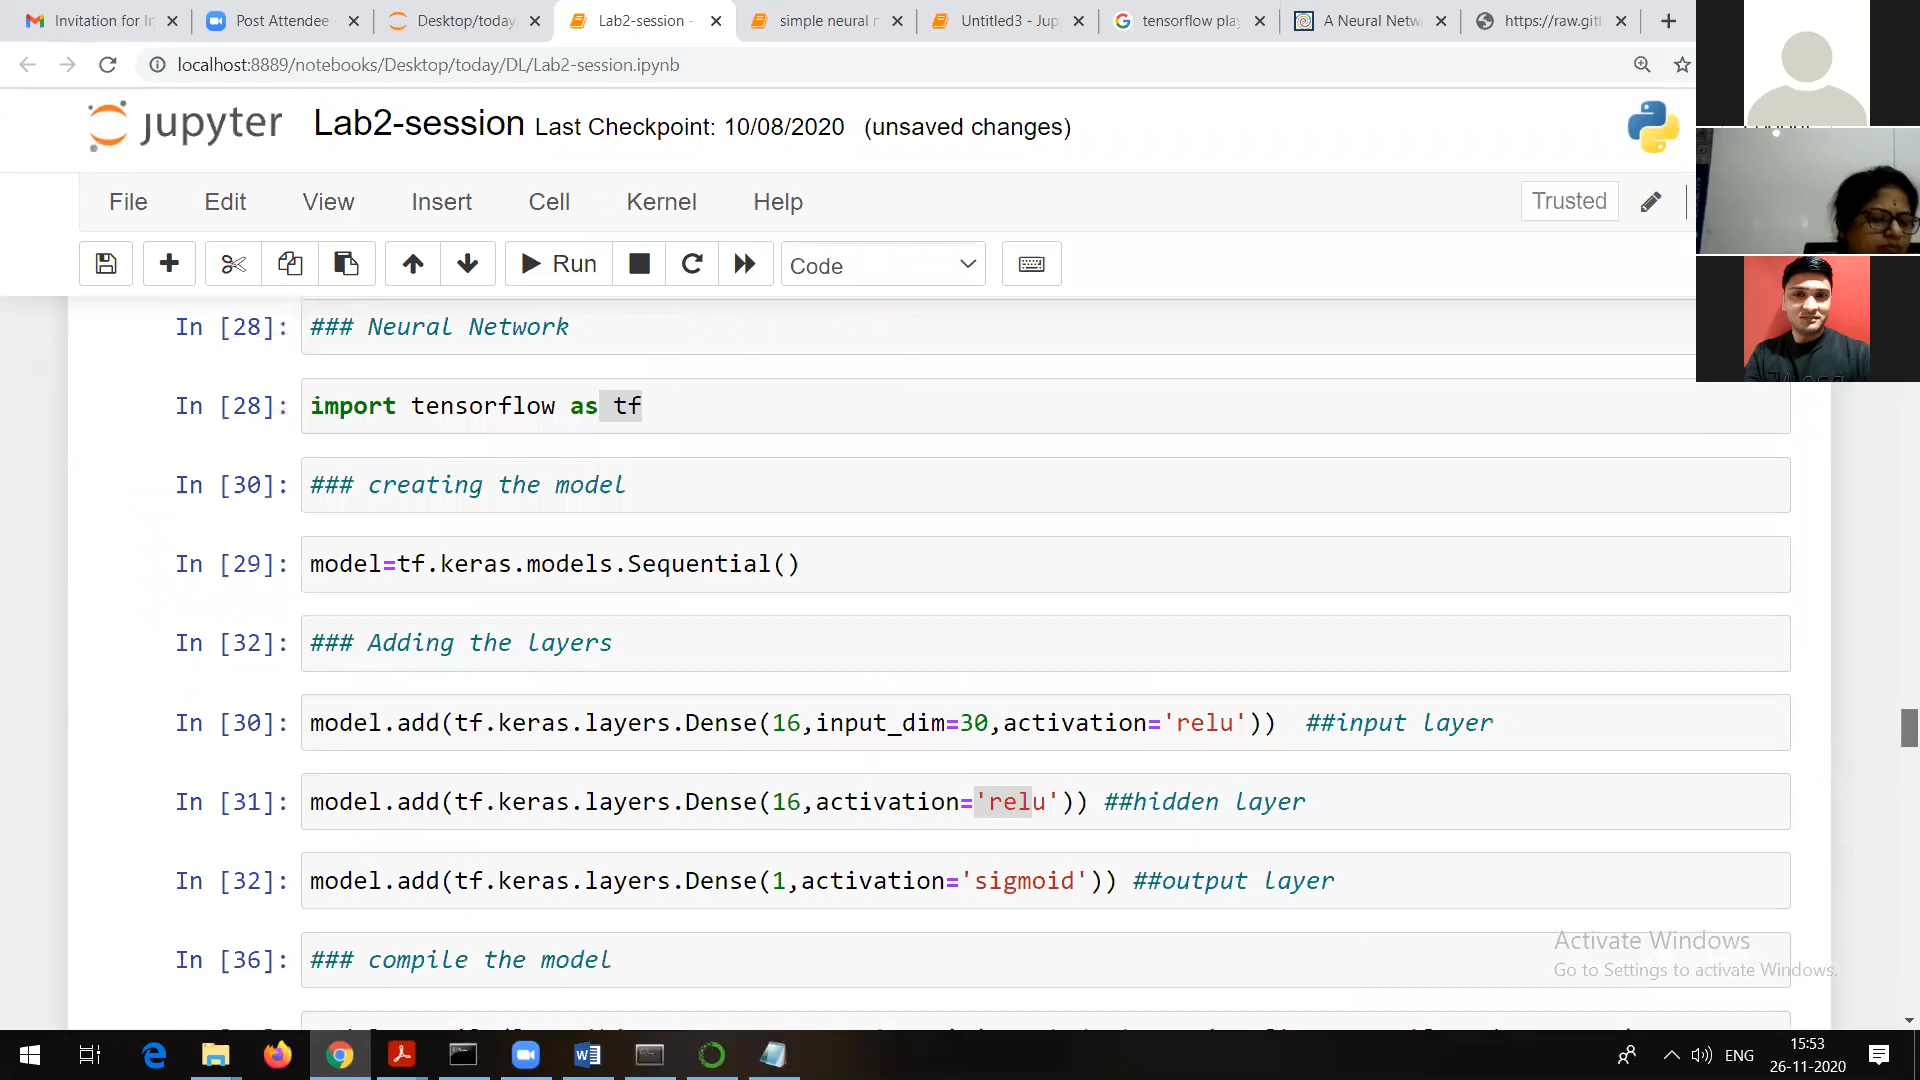 Invitation for In
Post Attendee -
Desktop/today/
Lab2-session -
simple neural n
Untitled3 - Jup
tensorflow play
A Neural Netw
https://raw.gith
localhost:8889/notebooks/Desktop/today/DL/Lab2-session.ipynb
jupyter Lab2-session Last Checkpoint: 10/08/2020 (unsaved changes)
File Edit View Insert Cell Kernel Help Trusted
Run Code
In [28]: ### Neural Network
In [28]: import tensorflow as tf
In [30]: ### creating the model
In [29]: model=tf.keras.models.Sequential()
In [32]: ### Adding the layers
In [30]: model.add(tf.keras.layers.Dense(16,input_dim=30,activation='relu')) ##input layer
In [31]: model.add(tf.keras.layers.Dense(16,activation='relu')) ##hidden layer
In [32]: model.add(tf.keras.layers.Dense(1,activation='sigmoid')) ##output layer
In [36]: ### compile the model
Activate Windows
Go to Settings to activate Windows.
ENG
15:53
26-11-2020